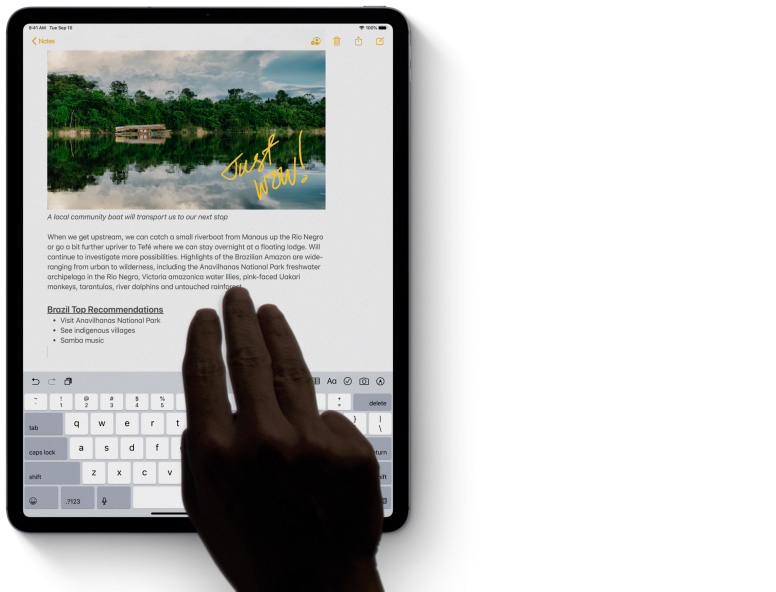 9:41 AM Tue Sep 10
100%
Notes
Just
wow!
A local community boat will transport us to our next stop
When we get upstream, we can catch a small riverboat from Manaus up the Rio Negro
or go a bit further upriver to Tefé where we can stay overnight at a floating lodge. Will
continue to investigate more possibilities. Highlights of the Brazilian Amazon are wide-
ranging from urban to wilderness, including the Anavilhanas National Park freshwater
archipelago in the Rio Negro, Victoria amazonica water lilies, pink-faced Uakari
monkeys, tarantulas, river dolphins and untouched rainforest.
Brazil Top Recommendations
• Visit Anavilhanas National Park
• See indigenous villages
• Samba music
Aa
~ ! @ # $ % +
` 1 2 3 4 5 = delete
tab q w e r t } |
\
caps lock a s d f
shift z x c v
.?123